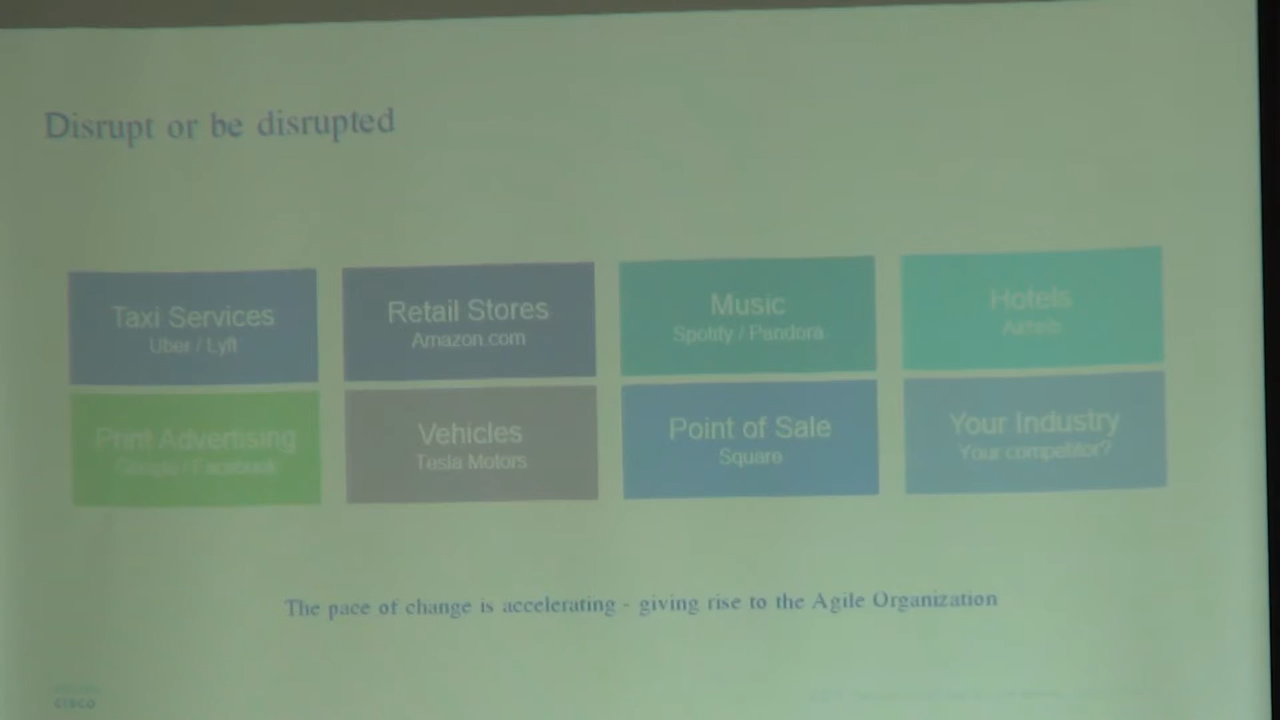 Disrupt or be disrupted
Taxi Services
Uber / Lyft
Retail Stores
Amazon.com
Music
Spotify / Pandora
Hotels
Print Advertising
Google / Facebook
Vehicles
Tesla Motors
Point of Sale
Square
Your Industry
Your competitor?
The pace of change is accelerating - giving rise to the Agile Organization
CISCO